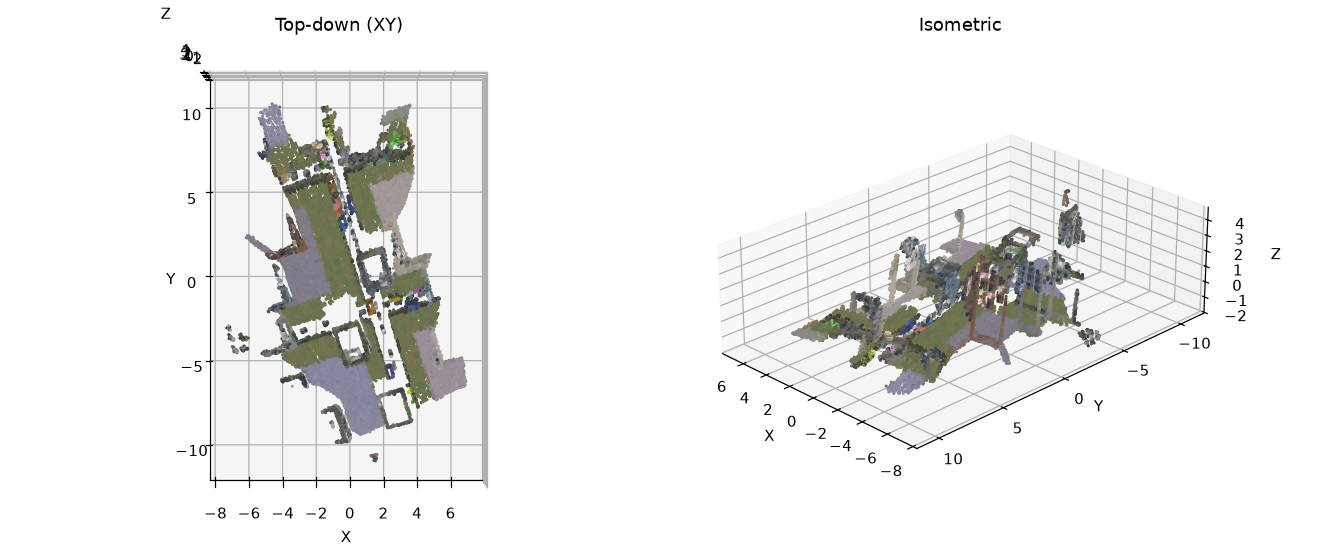 Top-down (XY)
Z
10
5
Y 0
−5
−10
−8 −6 −4 −2 0 2 4 6
X
Isometric
4
3
2
1
0
−1
−2
Z
6 4 2 0 −2 −4 −6 −8
X
10 5 0 −5 −10
Y